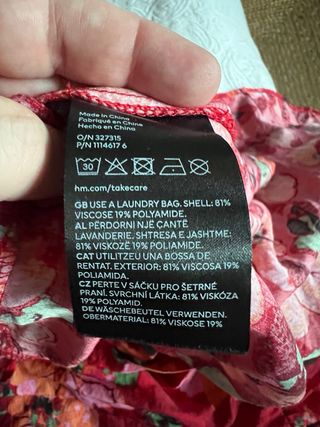 Made in China
Fabriqué en China
Hecho en China
O/N 327315
P/N 1114617 6
30
hm.com/takecare
GB USE A LAUNDRY BAG. SHELL: 81%
VISCOSE 19% POLYAMIDE.
AL PËRDORNI NJË ÇANTË
LAVANDERIE. SHTRESA E JASHTME:
81% VISKOZË 19% POLIAMIDE.
CAT UTILITZEU UNA BOSSA DE
RENTAT. EXTERIOR: 81% VISCOSA 19%
POLIAMIDA.
CZ PERTE V SÁČKU PRO ŠETRNÉ
PRANÍ. SVRCHNÍ LÁTKA: 81% VISKÓZA
19% POLYAMID.
DE WÄSCHEBEUTEL VERWENDEN.
OBERMATERIAL: 81% VISKOSE 19%